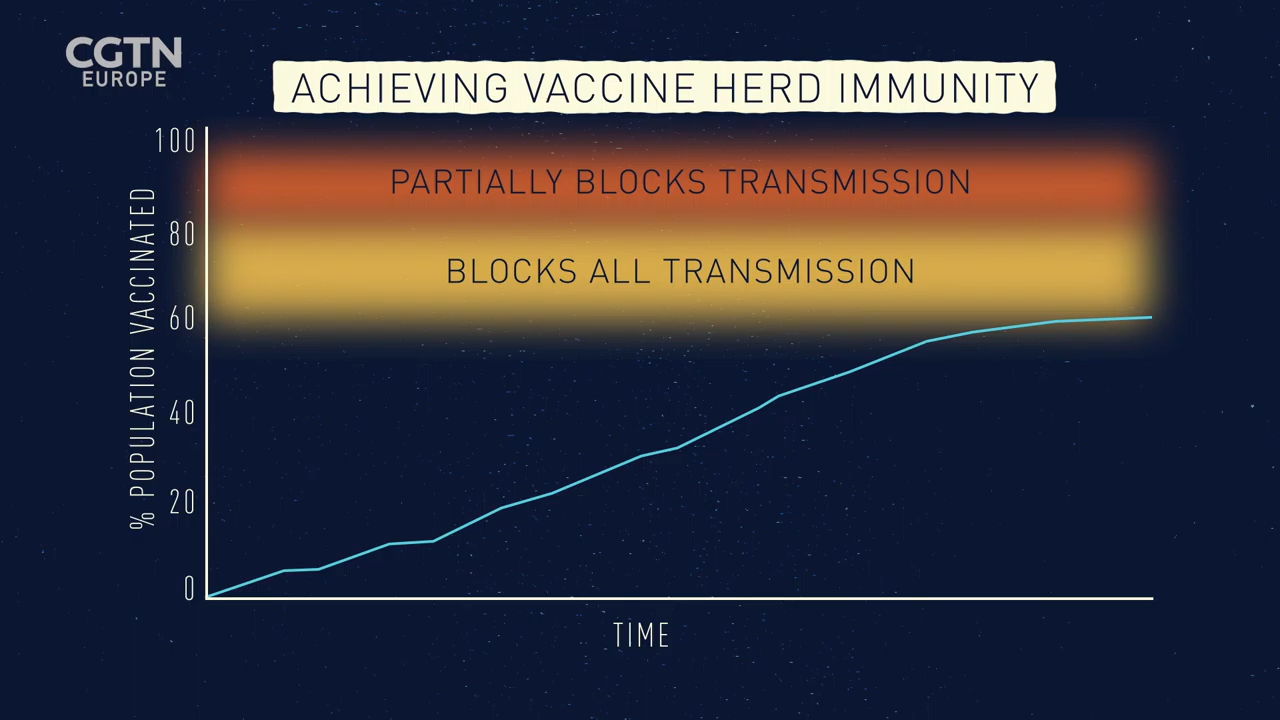 CGTN
EUROPE
ACHIEVING VACCINE HERD IMMUNITY
100
PARTIALLY BLOCKS TRANSMISSION
80
BLOCKS ALL TRANSMISSION
60
40
20
0
% POPULATION VACCINATED
TIME